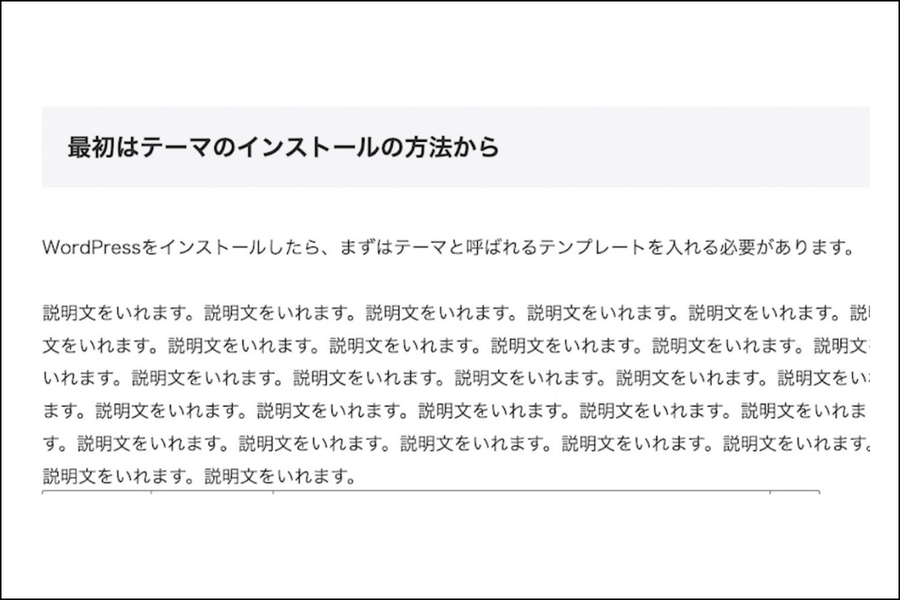 最初はテーマのインストールの方法から
WordPressをインストールしたら、まずはテーマと呼ばれるテンプレートを入れる必要があります。
説明文をいれます。説明文をいれます。説明文をいれます。説明文をいれます。説明文をいれます。説
文をいれます。説明文をいれます。説明文をいれます。説明文をいれます。説明文をいれます。説明文
いれます。説明文をいれます。説明文をいれます。説明文をいれます。説明文をいれます。説明文をい
ます。説明文をいれます。説明文をいれます。説明文をいれます。説明文をいれます。説明文をいれま
す。説明文をいれます。説明文をいれます。説明文をいれます。説明文をいれます。説明文をいれます。
説明文をいれます。説明文をいれます。